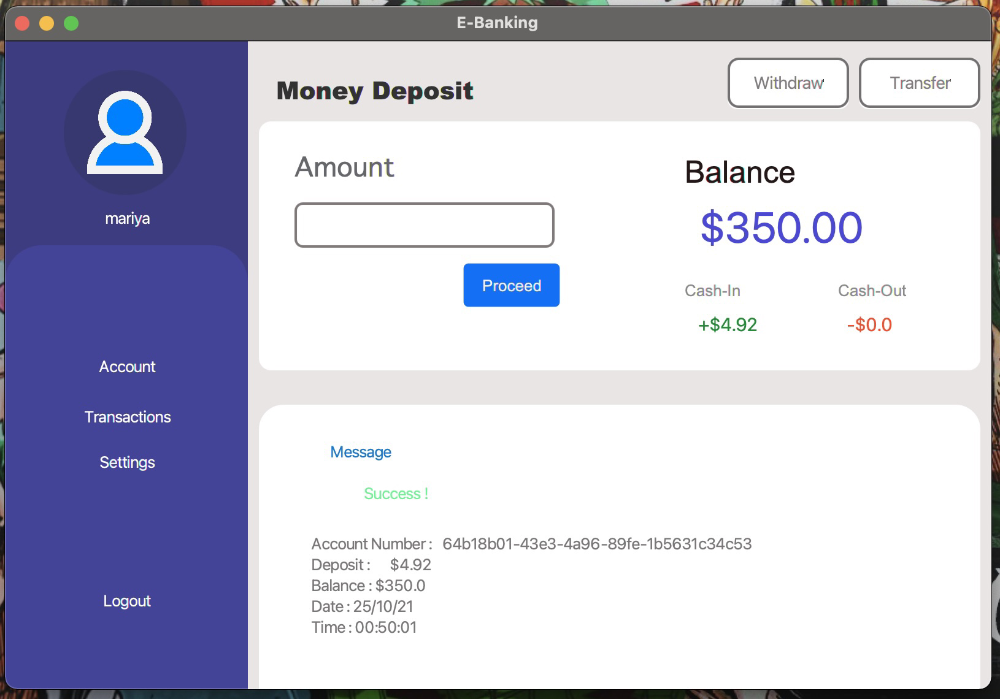 E-Banking
mariya
Account
Transactions
Settings
Logout
Money Deposit
Withdraw
Transfer
Amount
Proceed
Balance
$350.00
Cash-In
Cash-Out
+$4.92
-$0.0
Message
Success !
Account Number : 64b18b01-43e3-4a96-89fe-1b5631c34c53
Deposit : $4.92
Balance : $350.0
Date : 25/10/21
Time : 00:50:01